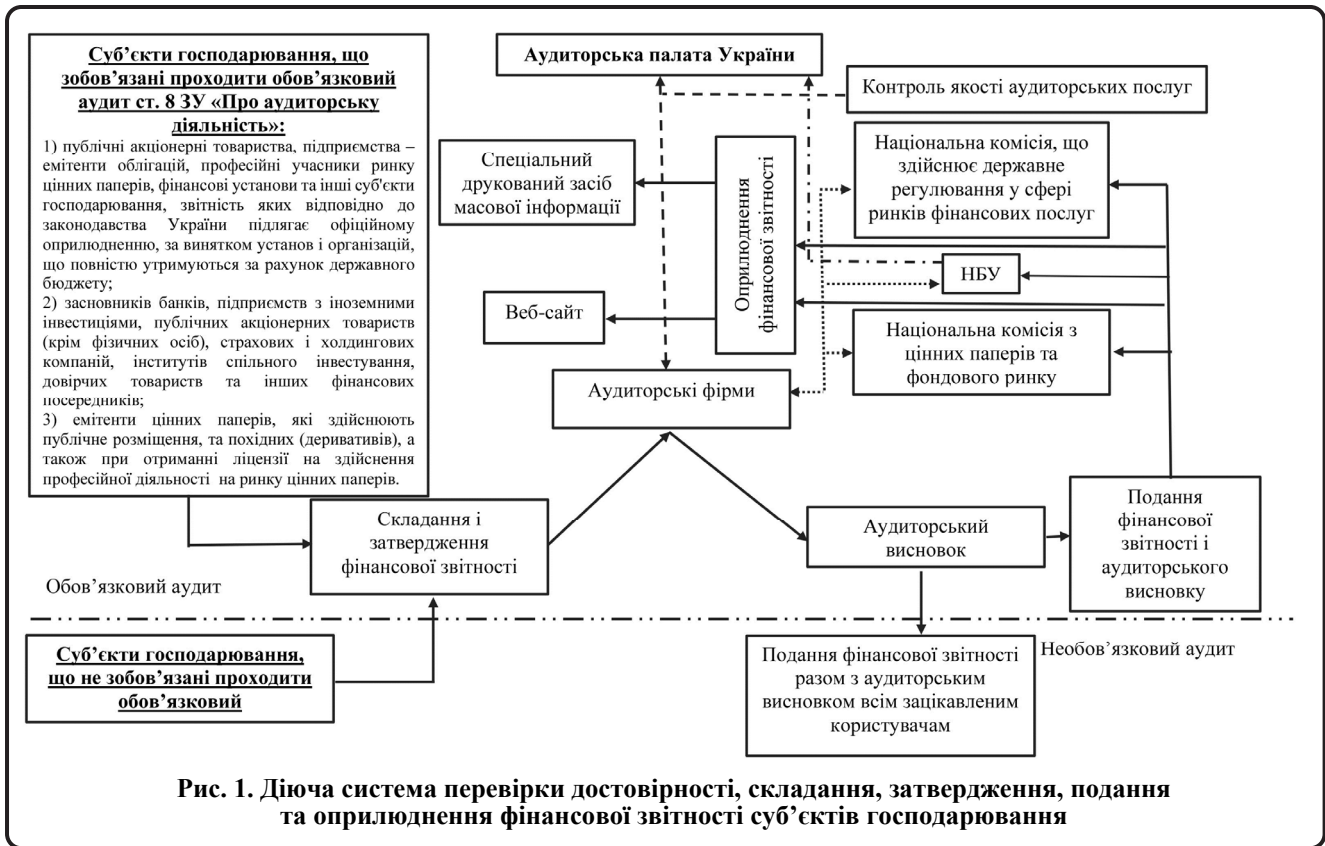 Суб’єкти господарювання, що
зобов’язані проходити обов’язковий
аудит ст. 8 ЗУ «Про аудиторську
діяльність»:
1) публічні акціонерні товариства, підприємства –
емітенти облігацій, професійні учасники ринку
цінних паперів, фінансові установи та інші суб'єкти
господарювання, звітність яких відповідно до
законодавства України підлягає офіційному
оприлюдненню, за винятком установ і організацій,
що повністю утримуються за рахунок державного
бюджету;
2) засновників банків, підприємств з іноземними
інвестиціями, публічних акціонерних товариств
(крім фізичних осіб), страхових і холдингових
компаній, інститутів спільного інвестування,
довірчих товариств та інших фінансових
посередників;
3) емітенти цінних паперів, які здійснюють
публічне розміщення, та похідних (деривативів), а
також при отриманні ліцензії на здійснення
професійної діяльності на ринку цінних паперів.
Аудиторська палата України
Контроль якості аудиторських послуг
Спеціальний
друкований засіб
масової інформації
Веб-сайт
Оприлюднення
фінансової звітності
Національна комісія, що
здійснює державне
регулювання у сфері
ринків фінансових послуг
НБУ
Національна комісія з
цінних паперів та
фондового ринку
Аудиторські фірми
Складання і
затвердження
фінансової звітності
Аудиторський
висновок
Подання
фінансової
звітності і
аудиторського
висновку
Обов’язковий аудит
Необов’язковий аудит
Суб’єкти господарювання,
що не зобов’язані проходити
обов’язковий
Подання фінансової звітності
разом з аудиторським
висновком всім зацікавленим
користувачам
Рис. 1. Діюча система перевірки достовірності, складання, затвердження, подання
та оприлюднення фінансової звітності суб’єктів господарювання